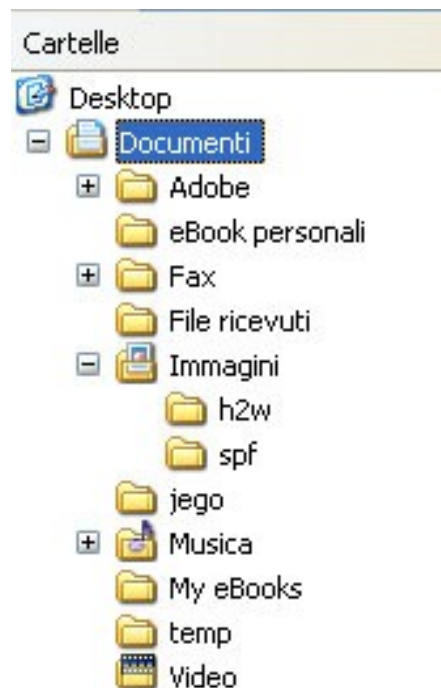 Cartelle
Desktop
Documenti
Adobe
eBook personali
Fax
File ricevuti
Immagini
h2w
spf
jego
Musica
My eBooks
temp
Video